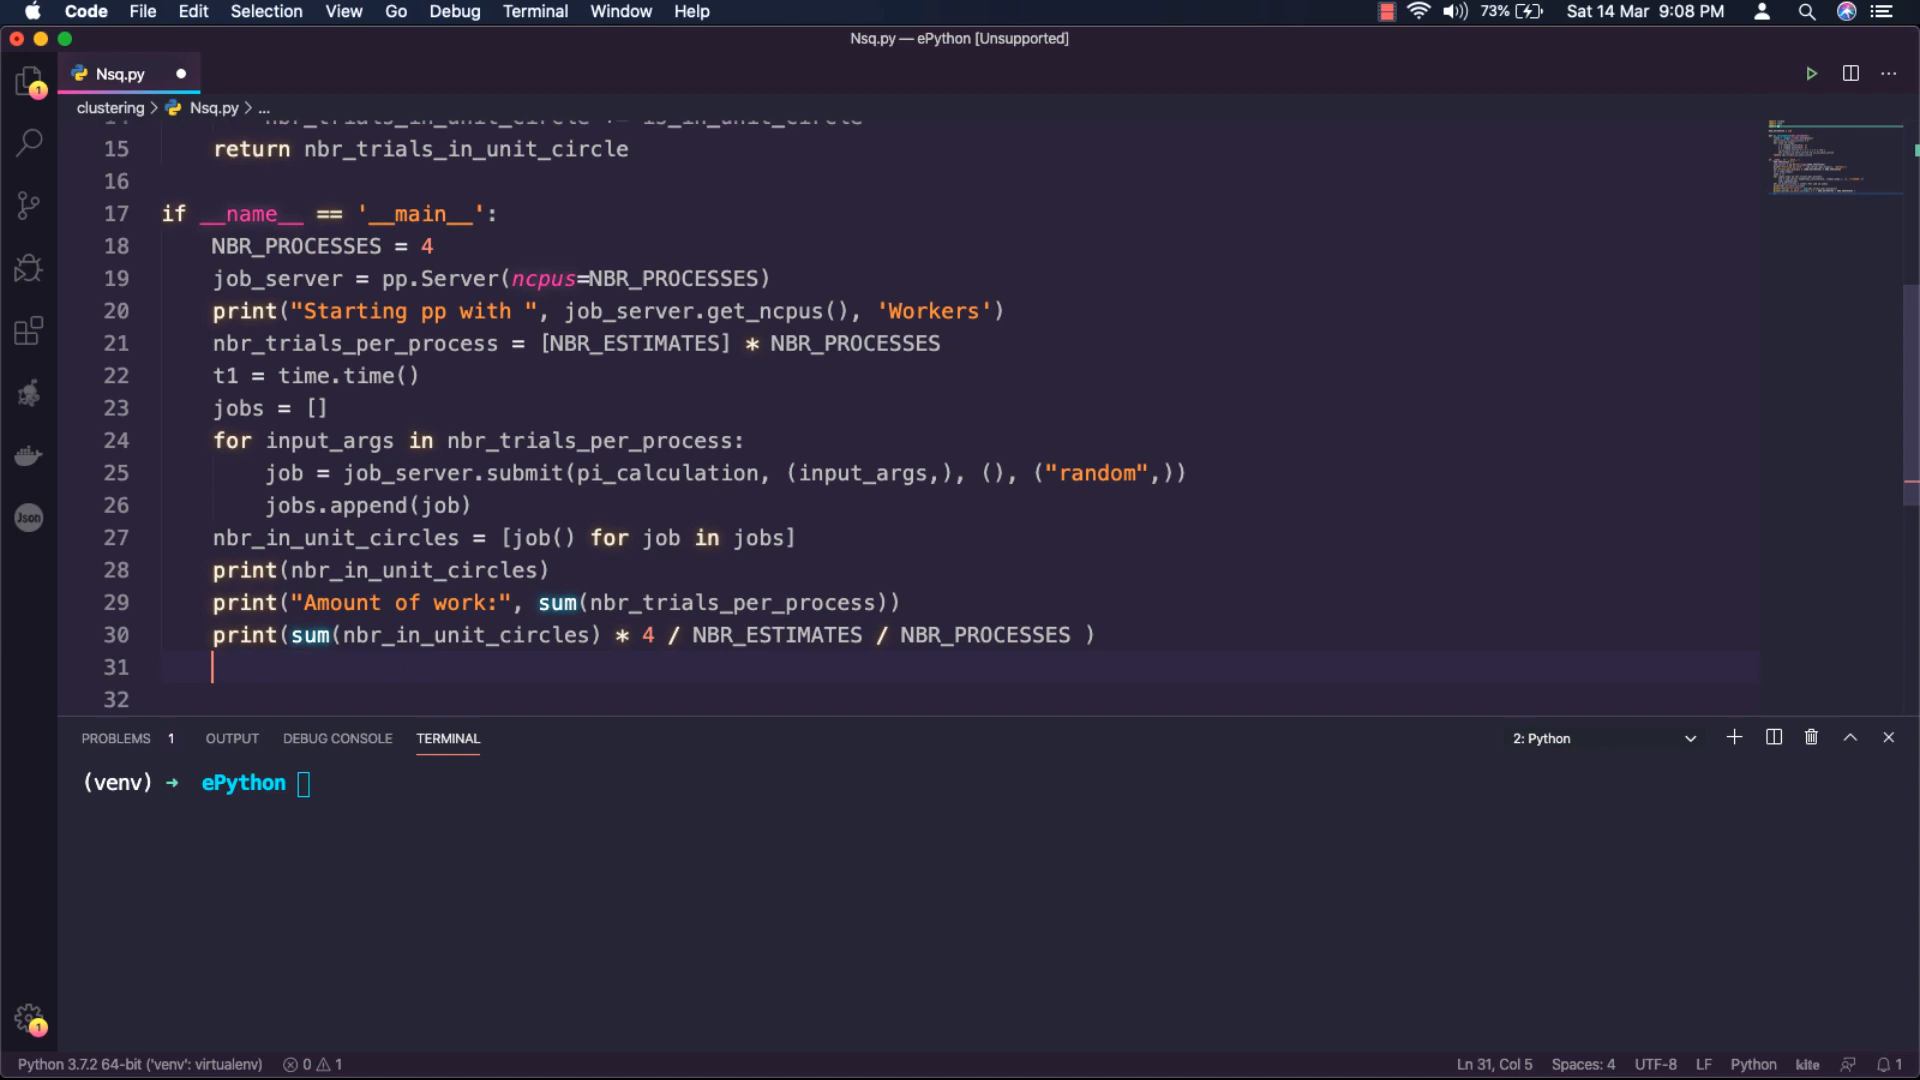 Code File Edit Selection View Go Debug Terminal Window Help 73% Sat 14 Mar 9:08 PM
Nsq.py — ePython [Unsupported]
1
Nsq.py
clustering > Nsq.py > ...
nbr_trials_in_unit_circle += is_in_unit_circle
15 return nbr_trials_in_unit_circle
16
17 if __name__ == '__main__':
18 NBR_PROCESSES = 4
19 job_server = pp.Server(ncpus=NBR_PROCESSES)
20 print("Starting pp with ", job_server.get_ncpus(), 'Workers')
21 nbr_trials_per_process = [NBR_ESTIMATES] * NBR_PROCESSES
22 t1 = time.time()
23 jobs = []
24 for input_args in nbr_trials_per_process:
25 job = job_server.submit(pi_calculation, (input_args,), (), ("random",))
26 jobs.append(job)
27 nbr_in_unit_circles = [job() for job in jobs]
28 print(nbr_in_unit_circles)
29 print("Amount of work:", sum(nbr_trials_per_process))
30 print(sum(nbr_in_unit_circles) * 4 / NBR_ESTIMATES / NBR_PROCESSES )
31
32
Json
PROBLEMS 1 OUTPUT DEBUG CONSOLE TERMINAL 2: Python
(venv) → ePython
1
Python 3.7.2 64-bit ('venv': virtualenv) 0 1 Ln 31, Col 5 Spaces: 4 UTF-8 LF Python kite 1